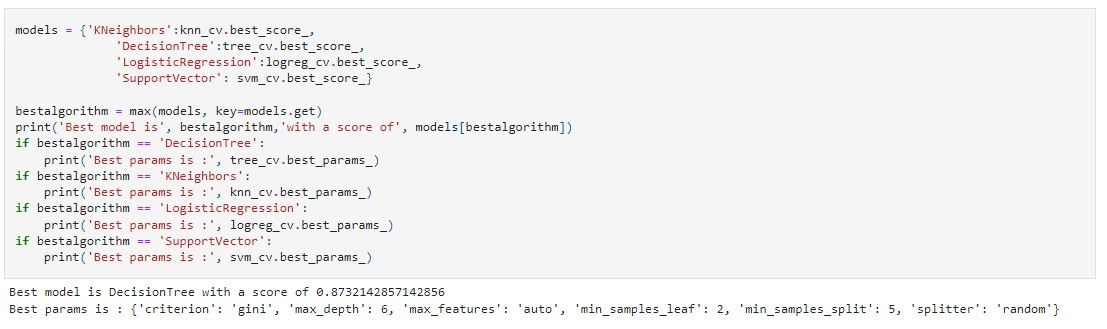 models = {'KNeighbors':knn_cv.best_score_,
              'DecisionTree':tree_cv.best_score_,
              'LogisticRegression':logreg_cv.best_score_,
              'SupportVector': svm_cv.best_score_}

bestalgorithm = max(models, key=models.get)
print('Best model is', bestalgorithm,'with a score of', models[bestalgorithm])
if bestalgorithm == 'DecisionTree':
    print('Best params is :', tree_cv.best_params_)
if bestalgorithm == 'KNeighbors':
    print('Best params is :', knn_cv.best_params_)
if bestalgorithm == 'LogisticRegression':
    print('Best params is :', logreg_cv.best_params_)
if bestalgorithm == 'SupportVector':
    print('Best params is :', svm_cv.best_params_)
Best model is DecisionTree with a score of 0.8732142857142856
Best params is : {'criterion': 'gini', 'max_depth': 6, 'max_features': 'auto', 'min_samples_leaf': 2, 'min_samples_split': 5, 'splitter': 'random'}